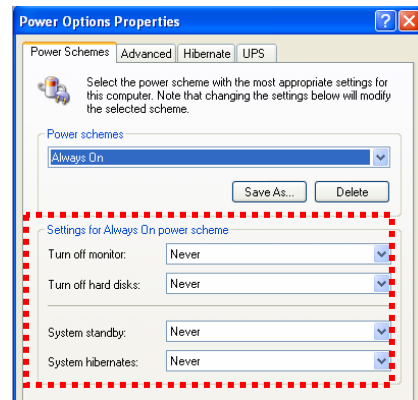 Power Options Properties
Power Schemes Advanced Hibernate UPS
Select the power scheme with the most appropriate settings for
this computer. Note that changing the settings below will modify
the selected scheme.
Power schemes
Always On
Save As... Delete
Settings for Always On power scheme
Turn off monitor: Never
Turn off hard disks: Never
System standby: Never
System hibernates: Never